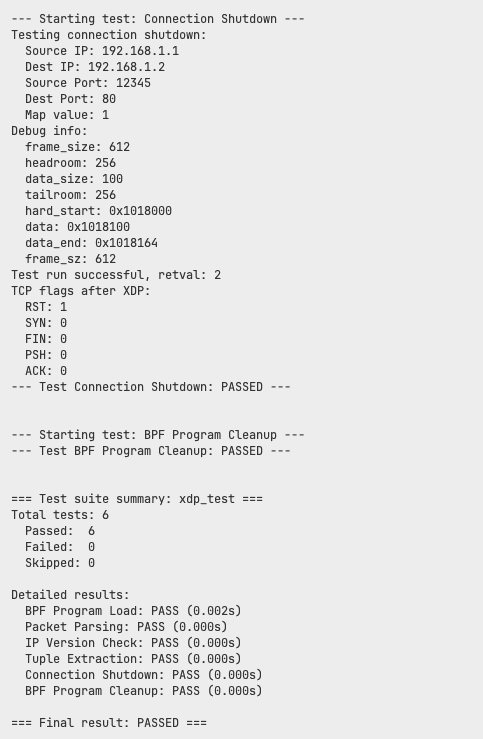 --- Starting test: Connection Shutdown ---
Testing connection shutdown:
  Source IP: 192.168.1.1
  Dest IP: 192.168.1.2
  Source Port: 12345
  Dest Port: 80
  Map value: 1
Debug info:
  frame_size: 612
  headroom: 256
  data_size: 100
  tailroom: 256
  hard_start: 0x1018000
  data: 0x1018100
  data_end: 0x1018164
  frame_sz: 612
Test run successful, retval: 2
TCP flags after XDP:
  RST: 1
  SYN: 0
  FIN: 0
  PSH: 0
  ACK: 0
--- Test Connection Shutdown: PASSED ---
--- Starting test: BPF Program Cleanup ---
--- Test BPF Program Cleanup: PASSED ---
=== Test suite summary: xdp_test ===
Total tests: 6
  Passed:  6
  Failed:  0
  Skipped: 0
Detailed results:
  BPF Program Load: PASS (0.002s)
  Packet Parsing: PASS (0.000s)
  IP Version Check: PASS (0.000s)
  Tuple Extraction: PASS (0.000s)
  Connection Shutdown: PASS (0.000s)
  BPF Program Cleanup: PASS (0.000s)
=== Final result: PASSED ===